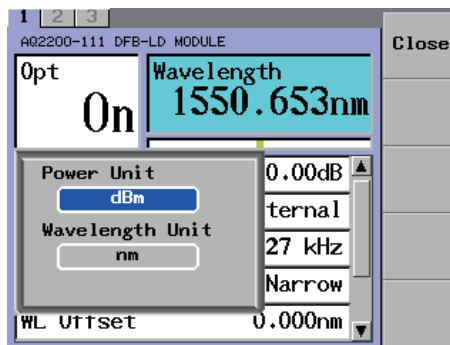 1 2 3
AQ2200-111 DFB-LD MODULE
Close
Opt
On
Wavelength
1550.653nm
Power Unit
dBm
Wavelength Unit
nm
0.00dB
ternal
27 kHz
Narrow
WL Offset 0.000nm